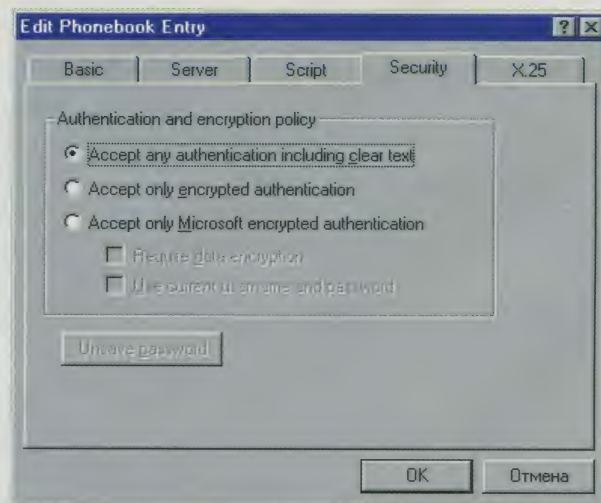 Edit Phonebook Entry
Basic Server Script Security X.25
Authentication and encryption policy
Accept any authentication including clear text
Accept only encrypted authentication
Accept only Microsoft encrypted authentication
Require data encryption
Use current username and password
Unsave password
OK Отмена